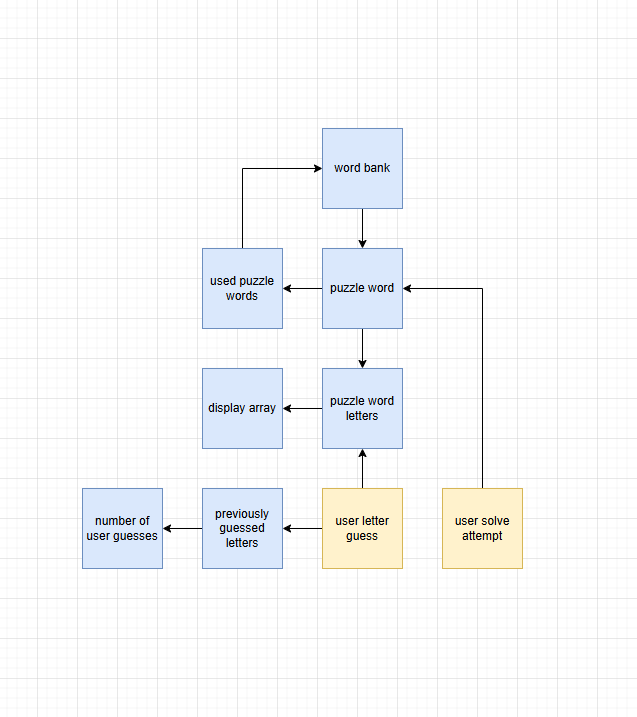 word bank
used puzzle
words
puzzle word
display array
puzzle word
letters
number of
user guesses
previously
guessed
letters
user letter
guess
user solve
attempt